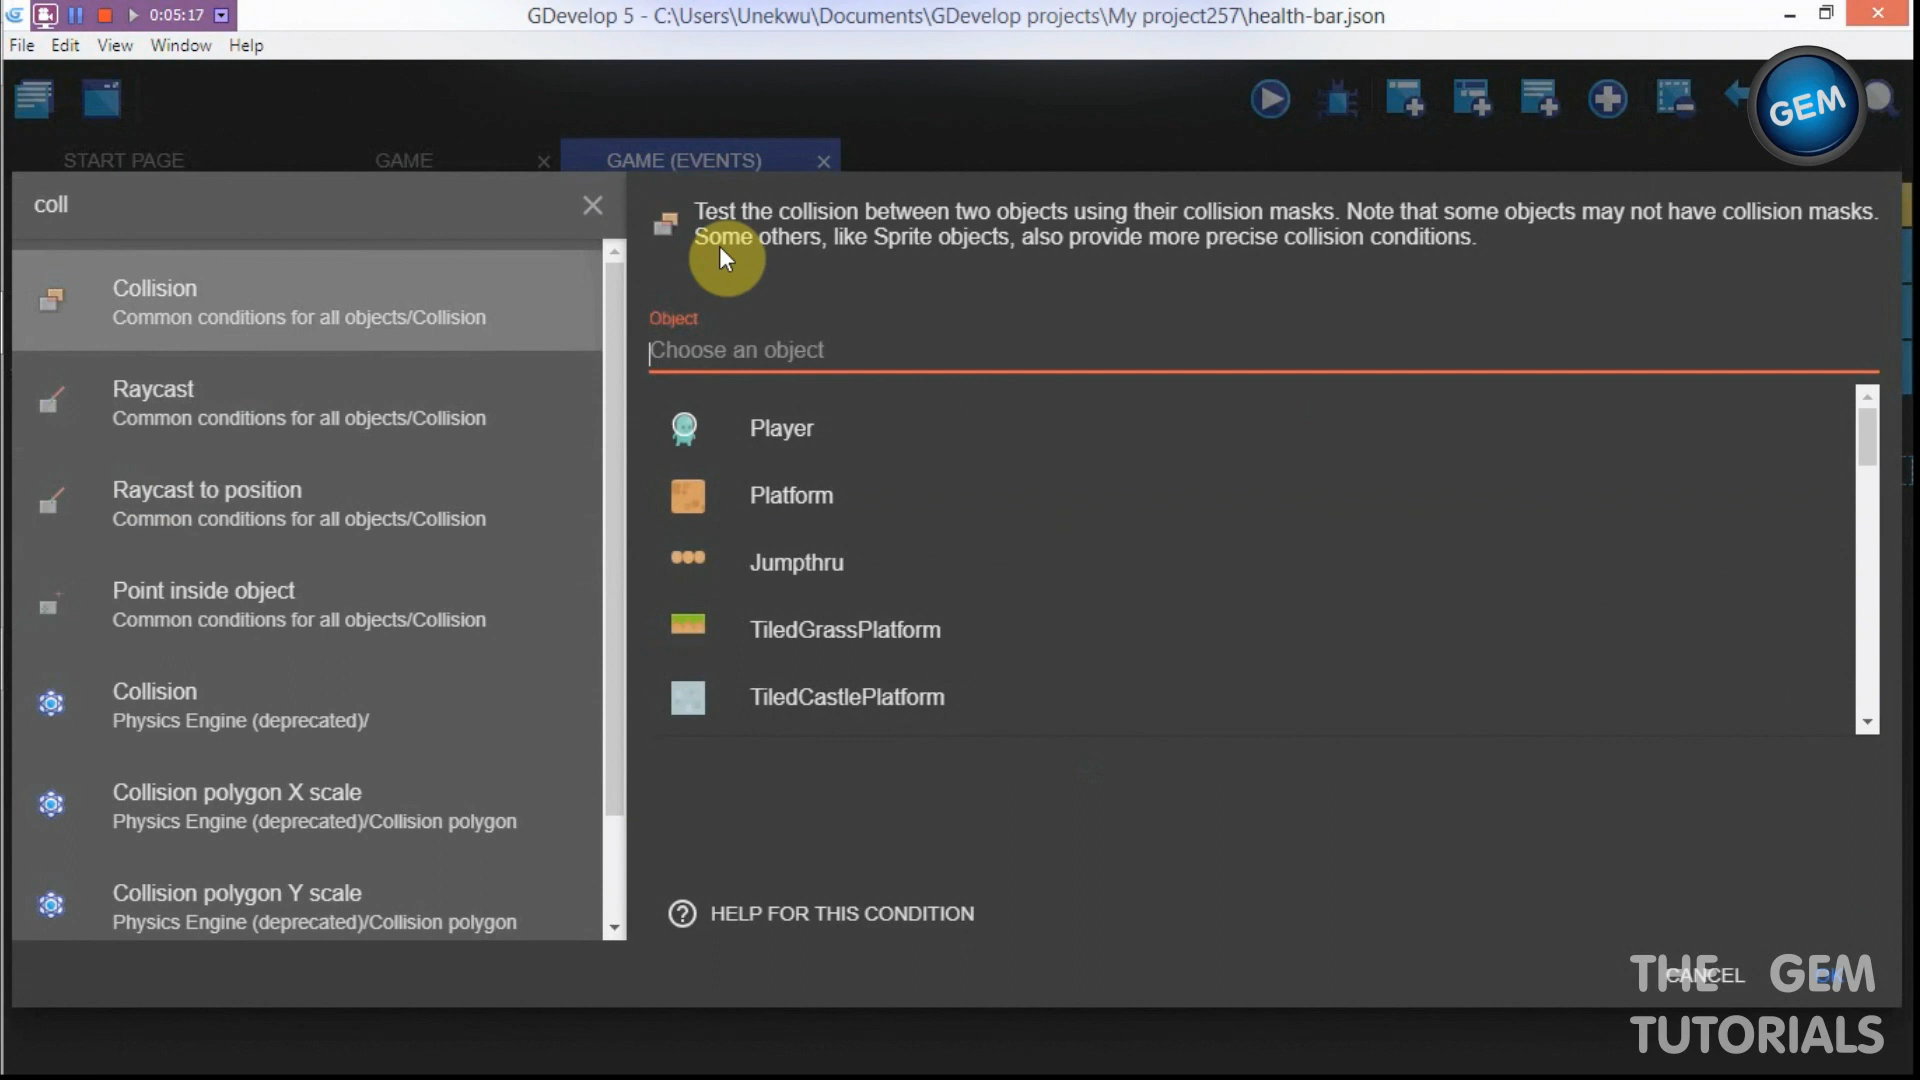 0:05:17
GDevelop 5 - C:\Users\Unekwu\Documents\GDevelop projects\My project257\health-bar.json
File Edit View Window Help
GEM
START PAGE GAME GAME (EVENTS)
coll
Collision
Common conditions for all objects/Collision
Raycast
Common conditions for all objects/Collision
Raycast to position
Common conditions for all objects/Collision
Point inside object
Common conditions for all objects/Collision
Collision
Physics Engine (deprecated)/
Collision polygon X scale
Physics Engine (deprecated)/Collision polygon
Collision polygon Y scale
Physics Engine (deprecated)/Collision polygon
Test the collision between two objects using their collision masks. Note that some objects may not have collision masks.
Some others, like Sprite objects, also provide more precise collision conditions.
Object
Choose an object
Player
Platform
Jumpthru
TiledGrassPlatform
TiledCastlePlatform
HELP FOR THIS CONDITION
CANCEL
THE GEM
TUTORIALS